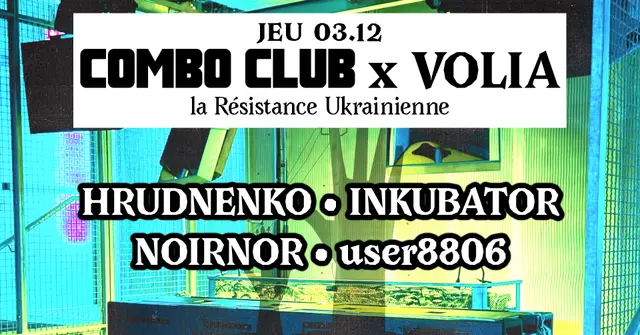 JEU 03.12
COMBO CLUB x VOLIA
la Résistance Ukrainienne
HRUDNENKO • INKUBATOR
NOIRNOR • user8806